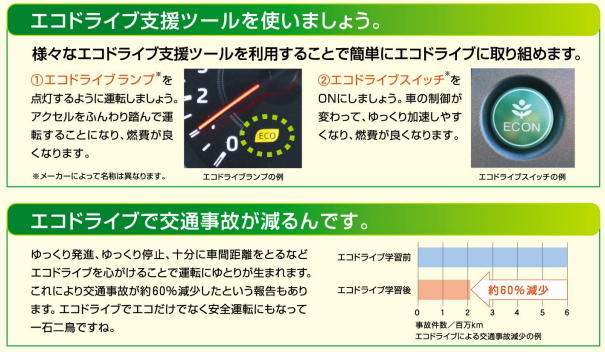 エコドライブ支援ツールを使いましょう。
様々なエコドライブ支援ツールを利用することで簡単にエコドライブに取り組めます。
①エコドライブランプ※を
点灯するように運転しましょう。
アクセルをふんわり踏んで運
転することになり、燃費が良
くなります。
※メーカーによって名称は異なります。
3
2
0
ECO
エコドライブランプの例
②エコドライブスイッチ※を
ONにしましょう。車の制御が
変わって、ゆっくり加速しやす
くなり、燃費が良くなります。
ECON
エコドライブスイッチの例
エコドライブで交通事故が減るんです。
ゆっくり発進、ゆっくり停止、十分に車間距離をとるなど
エコドライブを心がけることで運転にゆとりが生まれます。
これにより交通事故が約60%減少したという報告もあり
ます。エコドライブでエコだけでなく安全運転にもなって
一石二鳥ですね。
エコドライブ学習前
エコドライブ学習後
約60%減少
0 1 2 3 4 5 6
事故件数/百万km
エコドライブによる交通事故減少の例